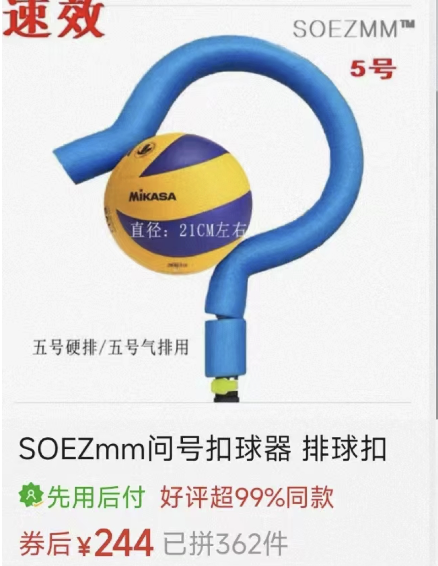 速效
SOEZMM™
5号
MIKASA
直径：21CM左右
五号硬排/五号气排用
SOEZmm问号扣球器 排球扣
先用后付 好评超99%同款
券后¥244 已拼362件